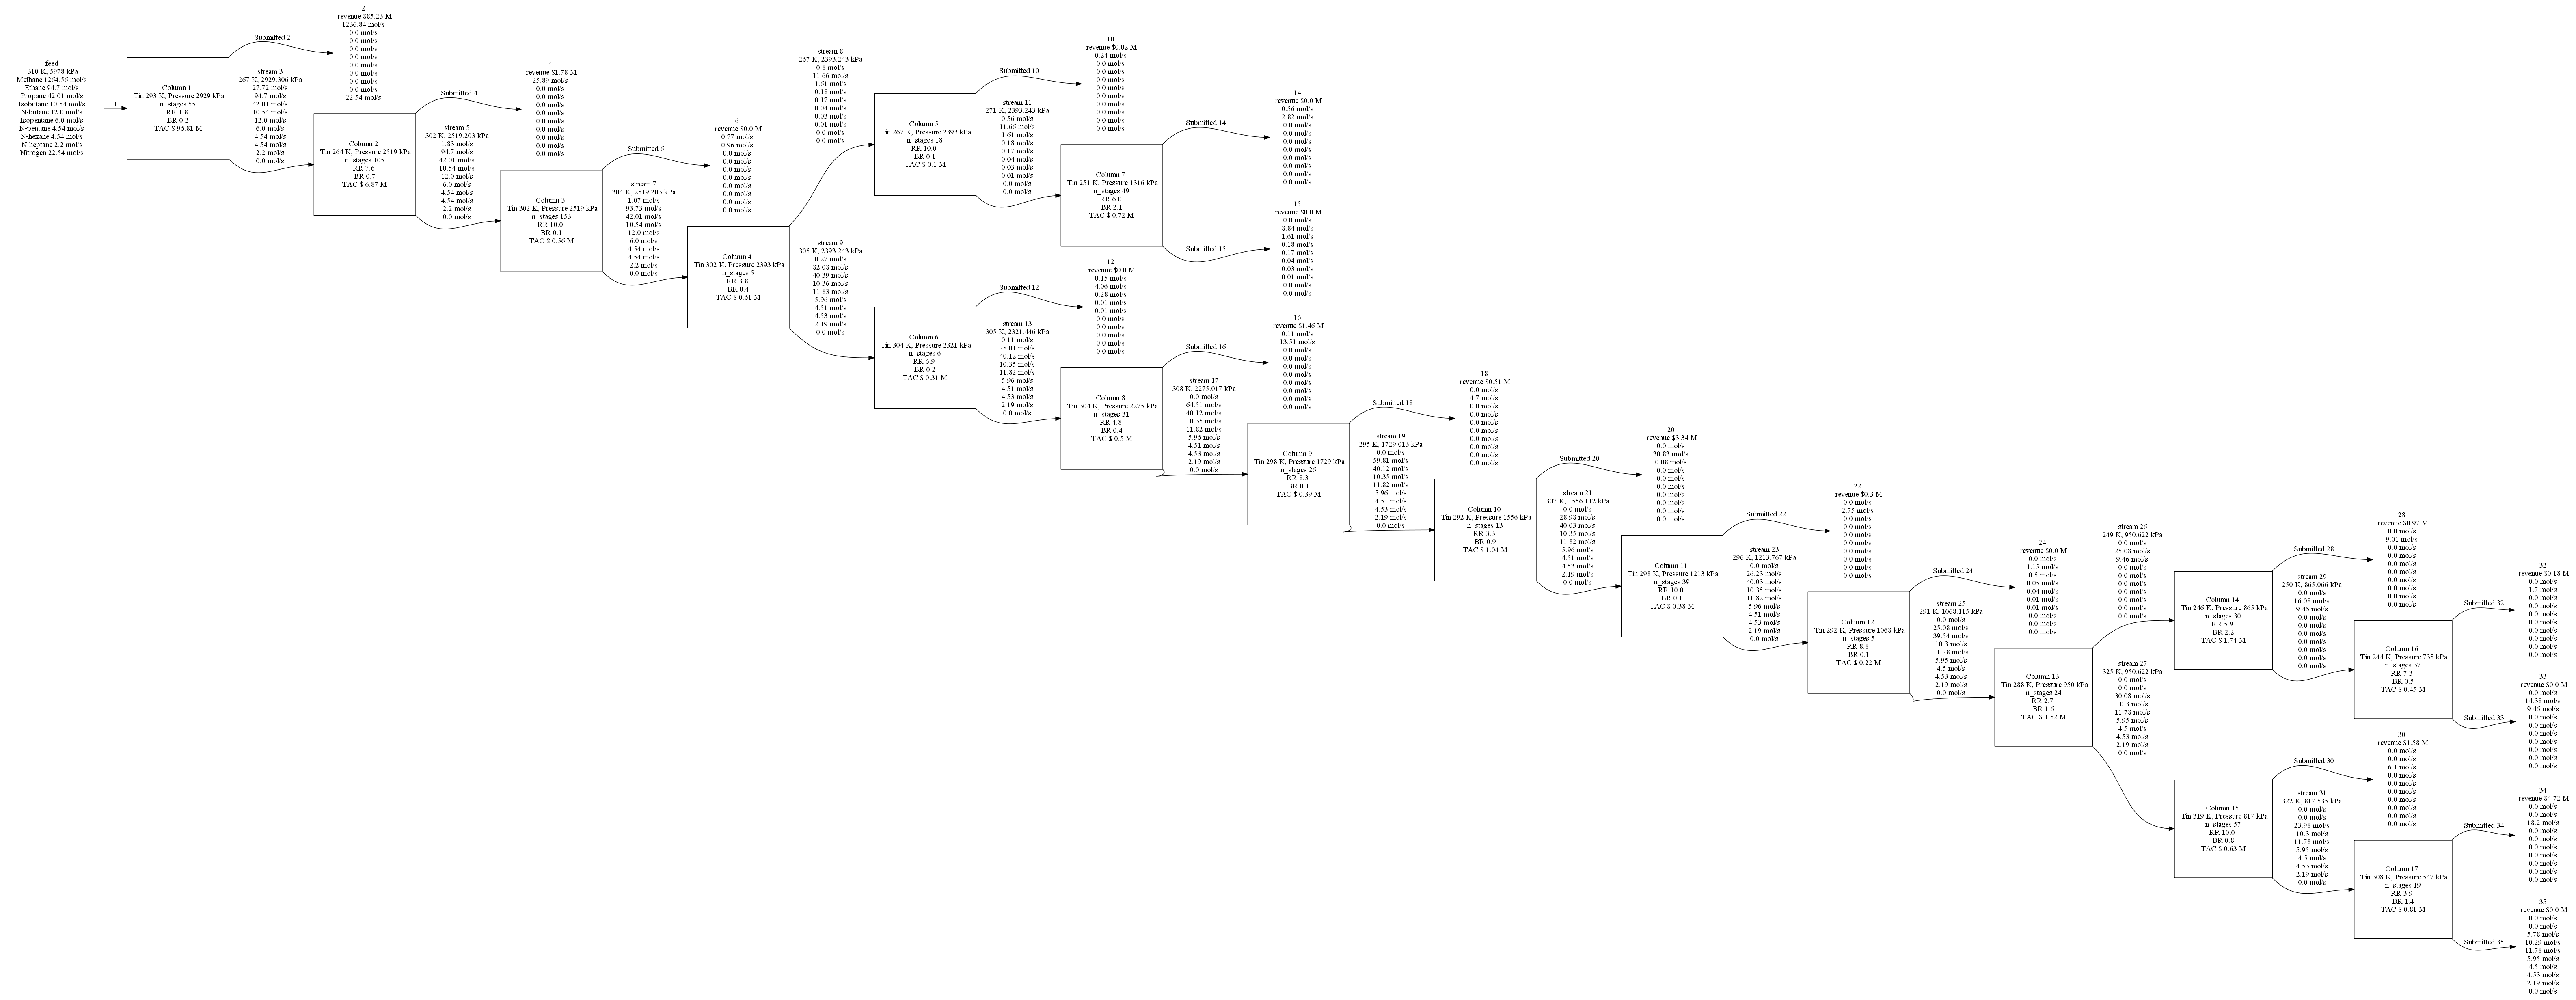 feed
310 K, 5978 kPa
Methane 1264.56 mol/s
Ethane 94.7 mol/s
Propane 42.01 mol/s
Isobutane 10.54 mol/s
N-butane 12.0 mol/s
Isopentane 6.0 mol/s
N-pentane 4.54 mol/s
N-hexane 4.54 mol/s
N-heptane 2.2 mol/s
Nitrogen 22.54 mol/s
1
Column 1
Tin 293 K, Pressure 2929 kPa
n_stages 55
RR 1.8
BR 0.2
TAC $ 96.81 M
Submitted 2
2
revenue $85.23 M
1236.84 mol/s
0.0 mol/s
0.0 mol/s
0.0 mol/s
0.0 mol/s
0.0 mol/s
0.0 mol/s
0.0 mol/s
0.0 mol/s
22.54 mol/s
stream 3
267 K, 2929.306 kPa
27.72 mol/s
94.7 mol/s
42.01 mol/s
10.54 mol/s
12.0 mol/s
6.0 mol/s
4.54 mol/s
4.54 mol/s
2.2 mol/s
0.0 mol/s
Column 2
Tin 264 K, Pressure 2519 kPa
n_stages 105
RR 7.6
BR 0.7
TAC $ 6.87 M
Submitted 4
4
revenue $1.78 M
25.89 mol/s
0.0 mol/s
0.0 mol/s
0.0 mol/s
0.0 mol/s
0.0 mol/s
0.0 mol/s
0.0 mol/s
0.0 mol/s
0.0 mol/s
stream 5
302 K, 2519.203 kPa
1.83 mol/s
94.7 mol/s
42.01 mol/s
10.54 mol/s
12.0 mol/s
6.0 mol/s
4.54 mol/s
4.54 mol/s
2.2 mol/s
0.0 mol/s
Column 3
Tin 302 K, Pressure 2519 kPa
n_stages 153
RR 10.0
BR 0.1
TAC $ 0.56 M
Submitted 6
6
revenue $0.0 M
0.77 mol/s
0.96 mol/s
0.0 mol/s
0.0 mol/s
0.0 mol/s
0.0 mol/s
0.0 mol/s
0.0 mol/s
0.0 mol/s
0.0 mol/s
stream 7
304 K, 2519.203 kPa
1.07 mol/s
93.73 mol/s
42.01 mol/s
10.54 mol/s
12.0 mol/s
6.0 mol/s
4.54 mol/s
4.54 mol/s
2.2 mol/s
0.0 mol/s
Column 4
Tin 302 K, Pressure 2393 kPa
n_stages 5
RR 3.8
BR 0.4
TAC $ 0.61 M
stream 8
267 K, 2393.243 kPa
0.8 mol/s
11.66 mol/s
1.61 mol/s
0.18 mol/s
0.17 mol/s
0.04 mol/s
0.03 mol/s
0.01 mol/s
0.0 mol/s
0.0 mol/s
stream 9
305 K, 2393.243 kPa
0.27 mol/s
82.08 mol/s
40.39 mol/s
10.36 mol/s
11.83 mol/s
5.96 mol/s
4.51 mol/s
4.53 mol/s
2.19 mol/s
0.0 mol/s
Column 5
Tin 267 K, Pressure 2393 kPa
n_stages 18
RR 10.0
BR 0.1
TAC $ 0.1 M
Submitted 10
10
revenue $0.02 M
0.24 mol/s
0.0 mol/s
0.0 mol/s
0.0 mol/s
0.0 mol/s
0.0 mol/s
0.0 mol/s
0.0 mol/s
0.0 mol/s
0.0 mol/s
stream 11
271 K, 2393.243 kPa
0.56 mol/s
11.66 mol/s
1.61 mol/s
0.18 mol/s
0.17 mol/s
0.04 mol/s
0.03 mol/s
0.01 mol/s
0.0 mol/s
0.0 mol/s
Column 7
Tin 251 K, Pressure 1316 kPa
n_stages 49
RR 6.0
BR 2.1
TAC $ 0.72 M
Submitted 14
14
revenue $0.0 M
0.56 mol/s
2.82 mol/s
0.0 mol/s
0.0 mol/s
0.0 mol/s
0.0 mol/s
0.0 mol/s
0.0 mol/s
0.0 mol/s
0.0 mol/s
Submitted 15
15
revenue $0.0 M
0.0 mol/s
8.84 mol/s
1.61 mol/s
0.18 mol/s
0.17 mol/s
0.04 mol/s
0.03 mol/s
0.01 mol/s
0.0 mol/s
0.0 mol/s
Column 6
Tin 304 K, Pressure 2321 kPa
n_stages 6
RR 6.9
BR 0.2
TAC $ 0.31 M
Submitted 12
12
revenue $0.0 M
0.15 mol/s
4.06 mol/s
0.28 mol/s
0.01 mol/s
0.01 mol/s
0.0 mol/s
0.0 mol/s
0.0 mol/s
0.0 mol/s
0.0 mol/s
stream 13
305 K, 2321.446 kPa
0.11 mol/s
78.01 mol/s
40.12 mol/s
10.35 mol/s
11.82 mol/s
5.96 mol/s
4.51 mol/s
4.53 mol/s
2.19 mol/s
0.0 mol/s
Column 8
Tin 304 K, Pressure 2275 kPa
n_stages 31
RR 4.8
BR 0.4
TAC $ 0.5 M
Submitted 16
16
revenue $1.46 M
0.11 mol/s
13.51 mol/s
0.0 mol/s
0.0 mol/s
0.0 mol/s
0.0 mol/s
0.0 mol/s
0.0 mol/s
0.0 mol/s
0.0 mol/s
stream 17
308 K, 2275.017 kPa
0.0 mol/s
64.51 mol/s
40.12 mol/s
10.35 mol/s
11.82 mol/s
5.96 mol/s
4.51 mol/s
4.53 mol/s
2.19 mol/s
0.0 mol/s
Column 9
Tin 298 K, Pressure 1729 kPa
n_stages 26
RR 8.3
BR 0.1
TAC $ 0.39 M
Submitted 18
18
revenue $0.51 M
0.0 mol/s
4.7 mol/s
0.0 mol/s
0.0 mol/s
0.0 mol/s
0.0 mol/s
0.0 mol/s
0.0 mol/s
0.0 mol/s
0.0 mol/s
stream 19
295 K, 1729.013 kPa
0.0 mol/s
59.81 mol/s
40.12 mol/s
10.35 mol/s
11.82 mol/s
5.96 mol/s
4.51 mol/s
4.53 mol/s
2.19 mol/s
0.0 mol/s
Column 10
Tin 292 K, Pressure 1556 kPa
n_stages 13
RR 3.3
BR 0.9
TAC $ 1.04 M
Submitted 20
20
revenue $3.34 M
0.0 mol/s
30.83 mol/s
0.08 mol/s
0.0 mol/s
0.0 mol/s
0.0 mol/s
0.0 mol/s
0.0 mol/s
0.0 mol/s
0.0 mol/s
stream 21
307 K, 1556.112 kPa
0.0 mol/s
28.98 mol/s
40.03 mol/s
10.35 mol/s
11.82 mol/s
5.96 mol/s
4.51 mol/s
4.53 mol/s
2.19 mol/s
0.0 mol/s
Column 11
Tin 298 K, Pressure 1213 kPa
n_stages 39
RR 10.0
BR 0.1
TAC $ 0.38 M
Submitted 22
22
revenue $0.3 M
0.0 mol/s
2.75 mol/s
0.0 mol/s
0.0 mol/s
0.0 mol/s
0.0 mol/s
0.0 mol/s
0.0 mol/s
0.0 mol/s
0.0 mol/s
stream 23
296 K, 1213.767 kPa
0.0 mol/s
26.23 mol/s
40.03 mol/s
10.35 mol/s
11.82 mol/s
5.96 mol/s
4.51 mol/s
4.53 mol/s
2.19 mol/s
0.0 mol/s
Column 12
Tin 292 K, Pressure 1068 kPa
n_stages 5
RR 8.8
BR 0.1
TAC $ 0.22 M
Submitted 24
24
revenue $0.0 M
0.0 mol/s
1.15 mol/s
0.5 mol/s
0.05 mol/s
0.04 mol/s
0.01 mol/s
0.01 mol/s
0.0 mol/s
0.0 mol/s
0.0 mol/s
stream 25
291 K, 1068.115 kPa
0.0 mol/s
25.08 mol/s
39.54 mol/s
10.3 mol/s
11.78 mol/s
5.95 mol/s
4.5 mol/s
4.53 mol/s
2.19 mol/s
0.0 mol/s
Column 13
Tin 288 K, Pressure 950 kPa
n_stages 24
RR 2.7
BR 1.6
TAC $ 1.52 M
stream 26
249 K, 950.622 kPa
0.0 mol/s
25.08 mol/s
9.46 mol/s
0.0 mol/s
0.0 mol/s
0.0 mol/s
0.0 mol/s
0.0 mol/s
0.0 mol/s
0.0 mol/s
stream 27
325 K, 950.622 kPa
0.0 mol/s
0.0 mol/s
30.08 mol/s
10.3 mol/s
11.78 mol/s
5.95 mol/s
4.5 mol/s
4.53 mol/s
2.19 mol/s
0.0 mol/s
Column 14
Tin 246 K, Pressure 865 kPa
n_stages 30
RR 5.9
BR 2.2
TAC $ 1.74 M
Submitted 28
28
revenue $0.97 M
0.0 mol/s
9.01 mol/s
0.0 mol/s
0.0 mol/s
0.0 mol/s
0.0 mol/s
0.0 mol/s
0.0 mol/s
0.0 mol/s
0.0 mol/s
stream 29
250 K, 865.066 kPa
0.0 mol/s
16.08 mol/s
9.46 mol/s
0.0 mol/s
0.0 mol/s
0.0 mol/s
0.0 mol/s
0.0 mol/s
0.0 mol/s
0.0 mol/s
Column 16
Tin 244 K, Pressure 735 kPa
n_stages 37
RR 7.3
BR 0.5
TAC $ 0.45 M
Submitted 32
32
revenue $0.18 M
0.0 mol/s
1.7 mol/s
0.0 mol/s
0.0 mol/s
0.0 mol/s
0.0 mol/s
0.0 mol/s
0.0 mol/s
0.0 mol/s
0.0 mol/s
Submitted 33
33
revenue $0.0 M
0.0 mol/s
14.38 mol/s
9.46 mol/s
0.0 mol/s
0.0 mol/s
0.0 mol/s
0.0 mol/s
0.0 mol/s
0.0 mol/s
0.0 mol/s
Column 15
Tin 319 K, Pressure 817 kPa
n_stages 57
RR 10.0
BR 0.8
TAC $ 0.63 M
Submitted 30
30
revenue $1.58 M
0.0 mol/s
0.0 mol/s
6.1 mol/s
0.0 mol/s
0.0 mol/s
0.0 mol/s
0.0 mol/s
0.0 mol/s
0.0 mol/s
0.0 mol/s
stream 31
322 K, 817.535 kPa
0.0 mol/s
0.0 mol/s
23.98 mol/s
10.3 mol/s
11.78 mol/s
5.95 mol/s
4.5 mol/s
4.53 mol/s
2.19 mol/s
0.0 mol/s
Column 17
Tin 308 K, Pressure 547 kPa
n_stages 19
RR 3.9
BR 1.4
TAC $ 0.81 M
Submitted 34
34
revenue $4.72 M
0.0 mol/s
0.0 mol/s
18.2 mol/s
0.0 mol/s
0.0 mol/s
0.0 mol/s
0.0 mol/s
0.0 mol/s
0.0 mol/s
0.0 mol/s
Submitted 35
35
revenue $0.0 M
0.0 mol/s
0.0 mol/s
5.78 mol/s
10.29 mol/s
11.78 mol/s
5.95 mol/s
4.5 mol/s
4.53 mol/s
2.19 mol/s
0.0 mol/s